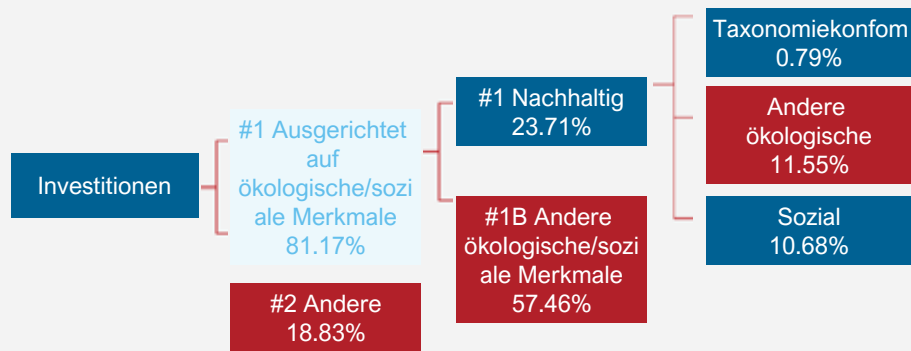 Investitionen
#1 Ausgerichtet
auf
ökologische/sozi
ale Merkmale
81.17%
#2 Andere
18.83%
#1 Nachhaltig
23.71%
#1B Andere
ökologische/sozi
ale Merkmale
57.46%
Taxonomiekonfom
0.79%
Andere
ökologische
11.55%
Sozial
10.68%